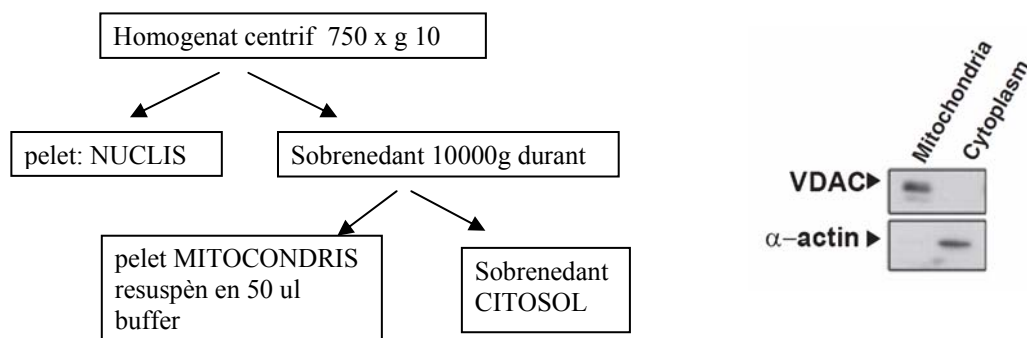 Homogenat centrif  750 x g 10
pelet: NUCLIS
Sobrenedant 10000g durant
pelet MITOCONDRIS
resuspèn en 50 ul
buffer
Sobrenedant
CITOSOL
Mitochondria
Cytoplasm
VDAC
α–actin